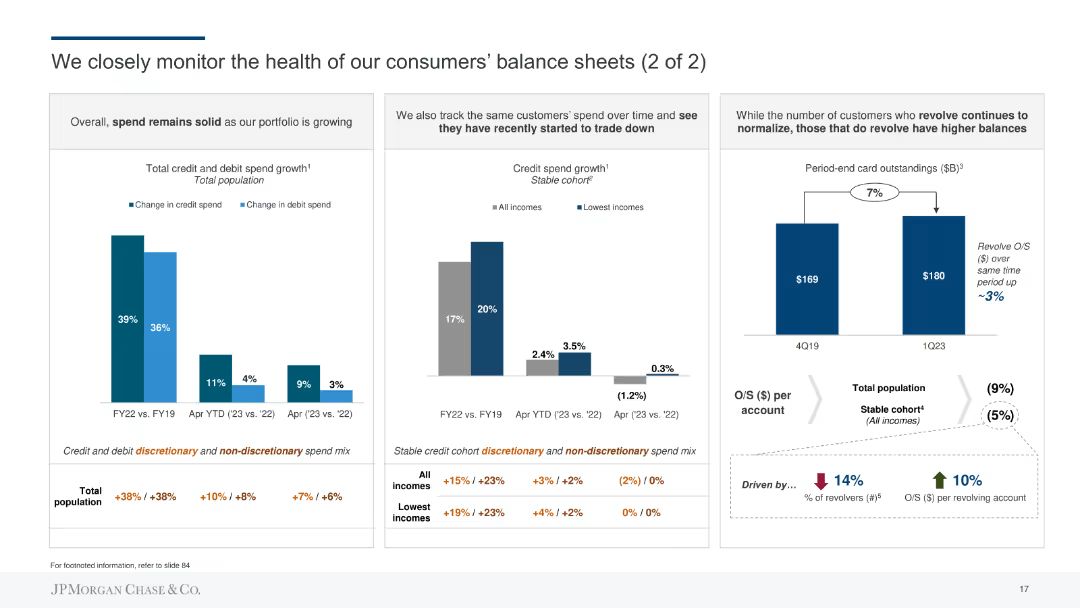 We closely monitor the health of our consumers' balance sheets (2 of 2)
Overall, spend remains solid as our portfolio is growing
Total credit and debit spend growth¹
Total population
Change in credit spend
Change in debit spend
39%
36%
11%
4%
9%
3%
FY22 vs. FY19
Apr YTD ('23 vs. '22)
Apr ('23 vs. '22)
Credit and debit discretionary and non-discretionary spend mix
Total
population
+38% / +38%
+10% / +8%
+7% / +6%
We also track the same customers' spend over time and see
they have recently started to trade down
Credit spend growth¹
Stable cohort²
All incomes
Lowest incomes
17%
20%
2.4%
3.5%
(1.2%)
0.3%
FY22 vs. FY19
Apr YTD ('23 vs. '22)
Apr ('23 vs. '22)
Stable credit cohort discretionary and non-discretionary spend mix
All
incomes
+15% / +23%
+3% / +2%
(2%) / 0%
Lowest
incomes
+19% / +23%
+4% / +2%
0% / 0%
While the number of customers who revolve continues to
normalize, those that do revolve have higher balances
Period-end card outstandings ($B)³
7%
$169
$180
4Q19
1Q23
Revolve O/S
($) over
same time
period up
~3%
O/S ($) per
account
Total population
(9%)
Stable cohort⁴
(All incomes)
(5%)
Driven by…
14%
% of revolvers (#)⁵
10%
O/S ($) per revolving account
For footnoted information, refer to slide 84
JPMORGAN CHASE & CO.
17